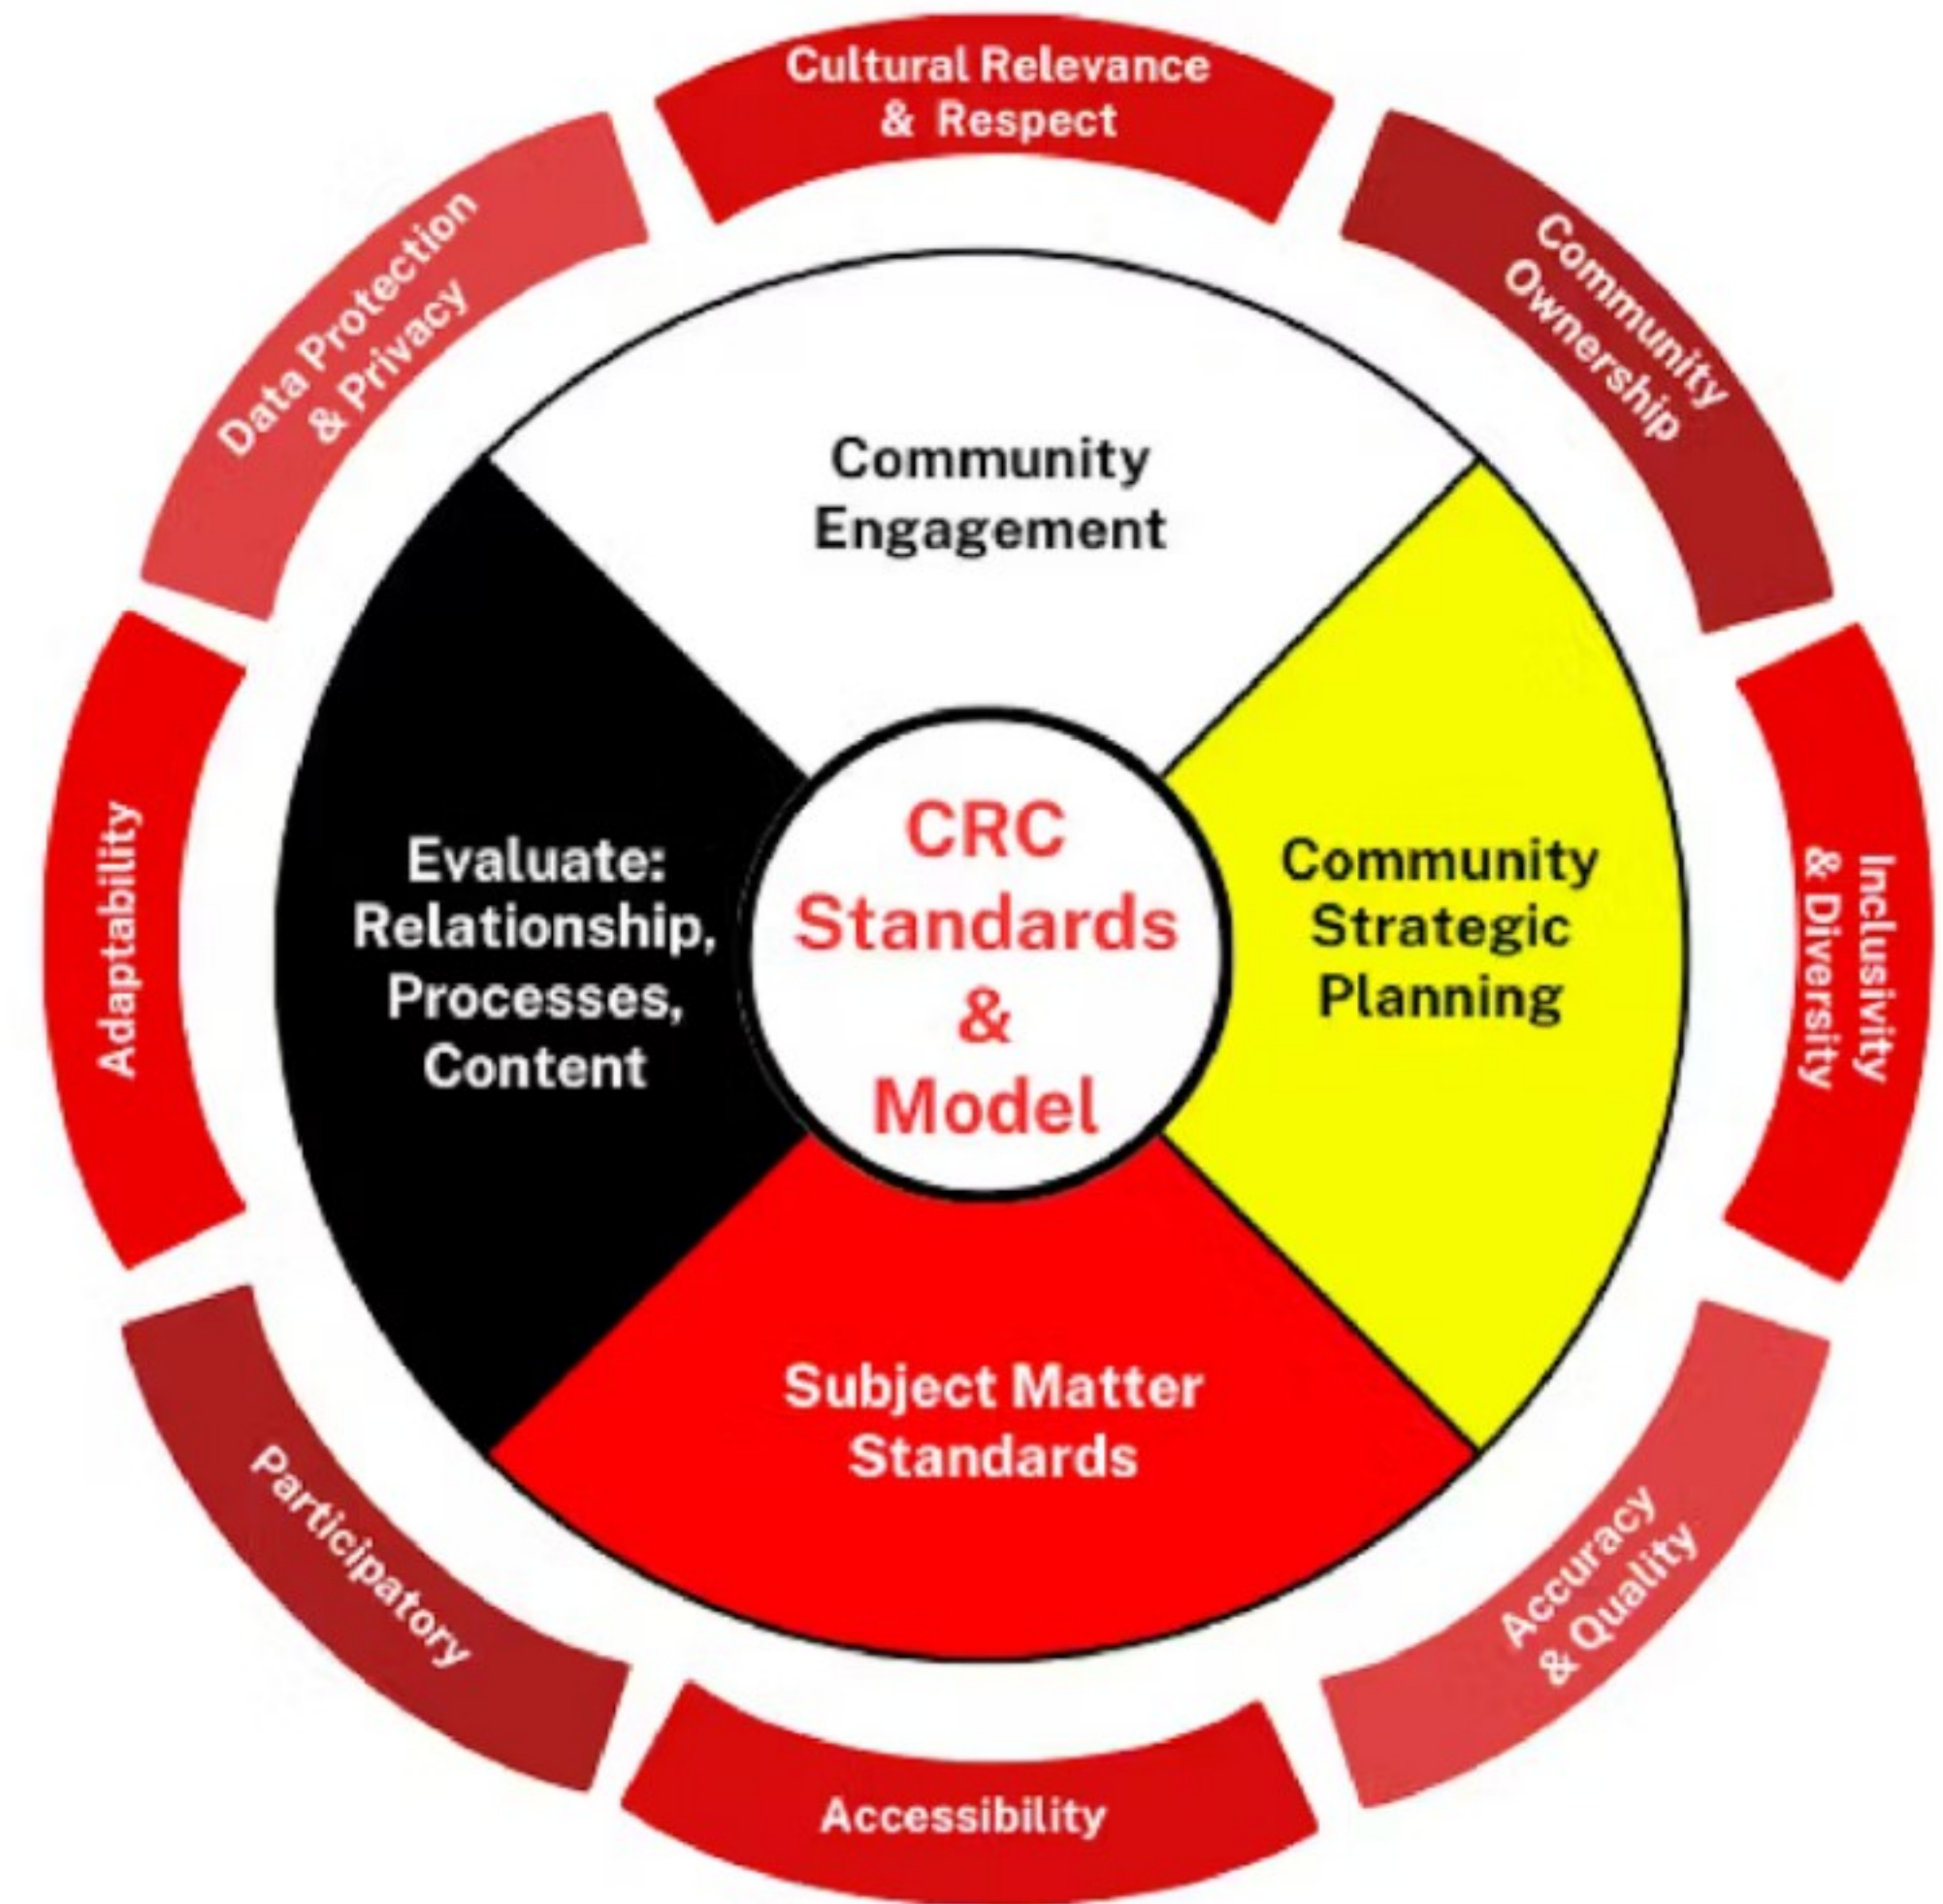 Cultural Relevance
& Respect
Community
Ownership
Inclusivity
& Diversity
Accuracy
& Quality
Accessibility
Participatory
Adaptability
Data Protection
& Privacy
Community
Engagement
Community
Strategic
Planning
Subject Matter
Standards
Evaluate:
Relationship,
Processes,
Content
CRC
Standards
&
Model